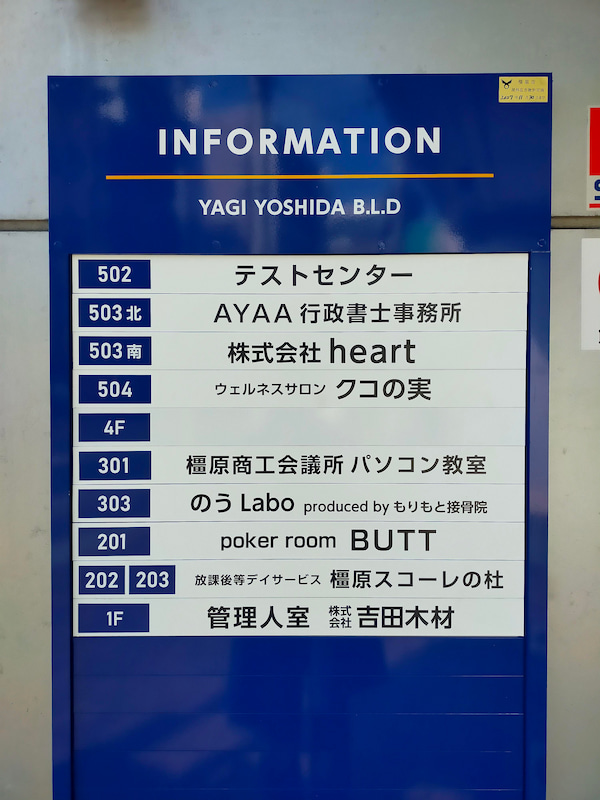 INFORMATION
YAGI YOSHIDA B.L.D
502 テストセンター
503北 AYAA 行政書士事務所
503南 株式会社 heart
504 ウェルネスサロン クコの実
4F
301 橿原商工会議所 パソコン教室
303 のう Labo produced by もりもと接骨院
201 poker room BUTT
202 203 放課後等デイサービス 橿原スコーレの杜
1F 管理人室 株式会社 吉田木材